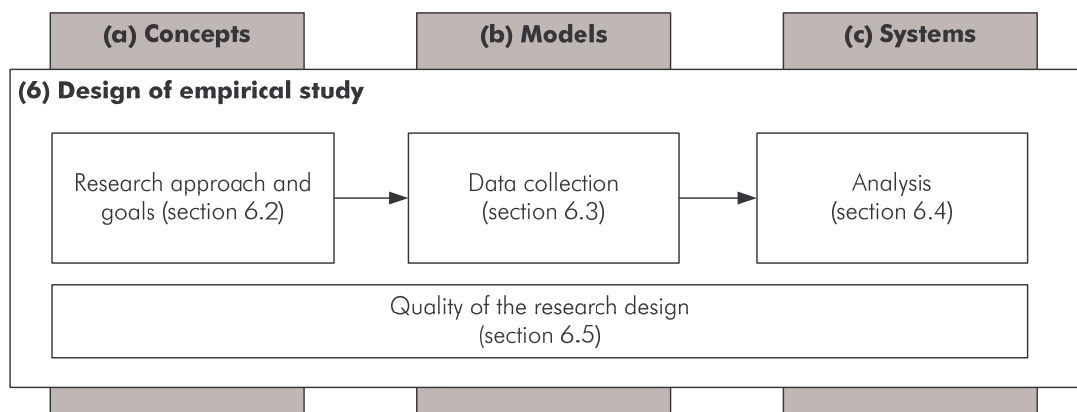 (a) Concepts
(b) Models
(c) Systems
(6) Design of empirical study
Research approach and
goals (section 6.2)
Data collection
(section 6.3)
Analysis
(section 6.4)
Quality of the research design
(section 6.5)